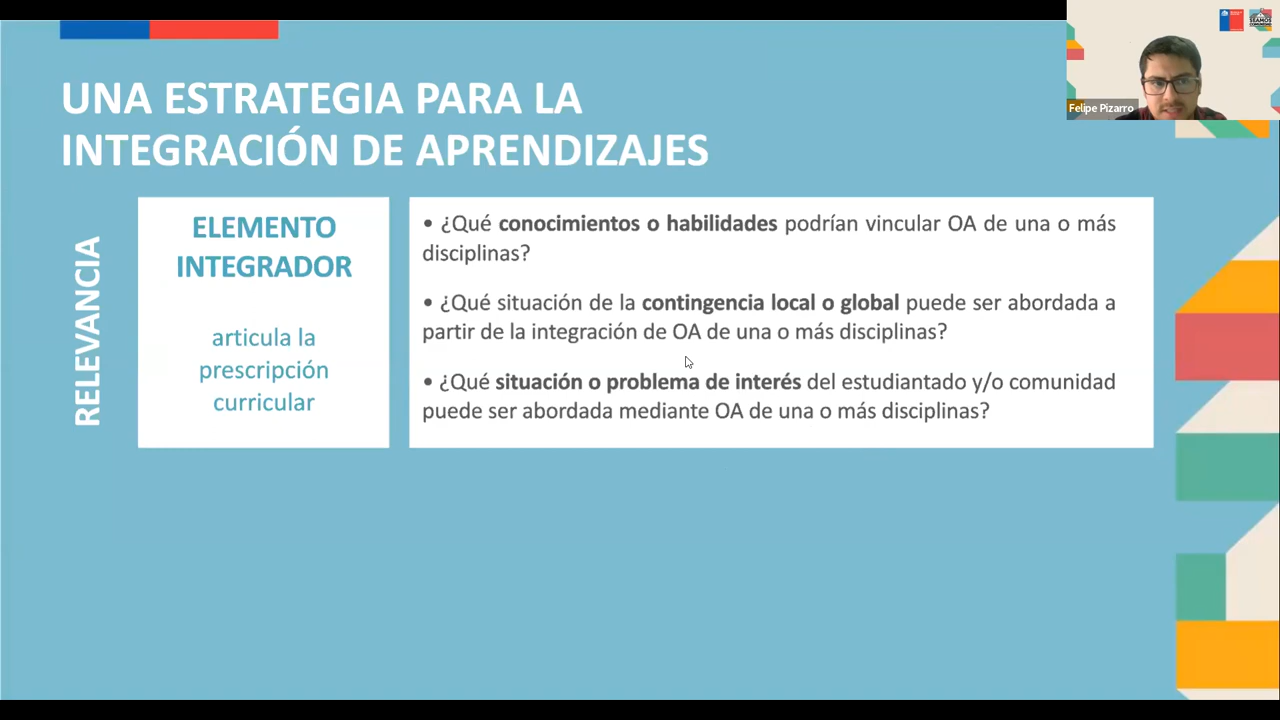 UNA ESTRATEGIA PARA LA
INTEGRACIÓN DE APRENDIZAJES
RELEVANCIA
ELEMENTO
INTEGRADOR
articula la
prescripción
curricular
• ¿Qué conocimientos o habilidades podrían vincular OA de una o más
disciplinas?
• ¿Qué situación de la contingencia local o global puede ser abordada a
partir de la integración de OA de una o más disciplinas?
• ¿Qué situación o problema de interés del estudiantado y/o comunidad
puede ser abordada mediante OA de una o más disciplinas?
Felipe Pizarro
SEAMOS
COMUNIDAD